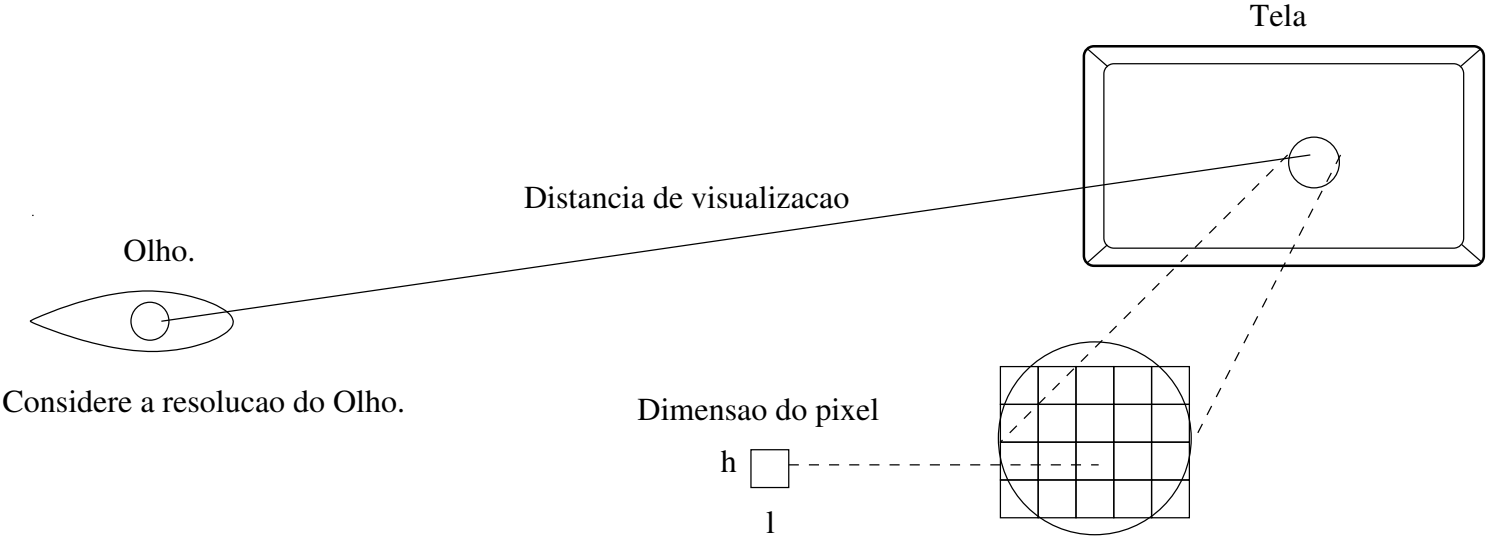 Tela
Distancia de visualizacao
Olho.
Considere a resolucao do Olho.
Dimensao do pixel
h
l